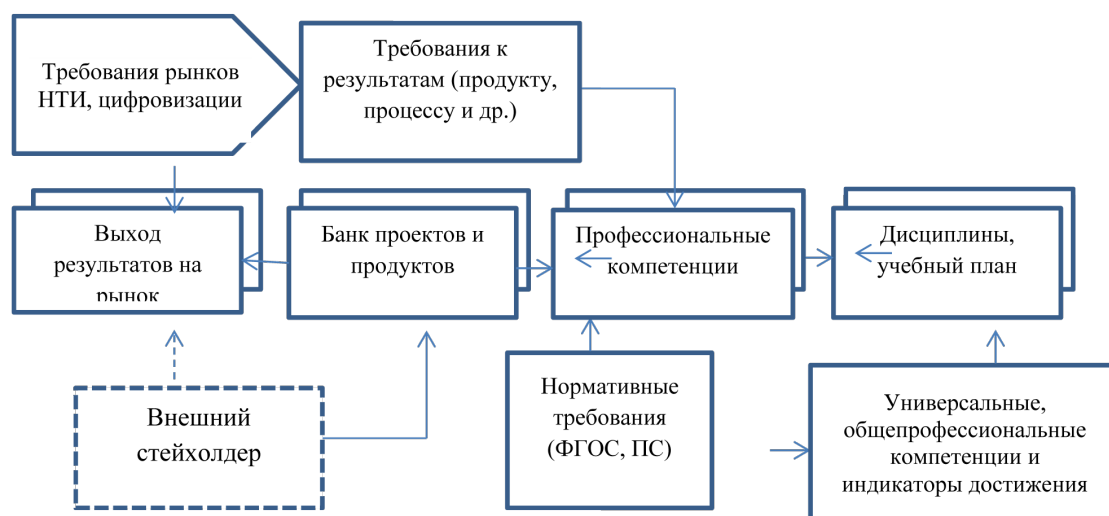 Требования рынков
НТИ, цифровизации
Требования к
результатам (продукту,
процессу и др.)
Выход
результатов на
рынок
Банк проектов и
продуктов
Профессиональные
компетенции
Дисциплины,
учебный план
Внешний
стейхолдер
Нормативные
требования
(ФГОС, ПС)
Универсальные,
общепрофессиональные
компетенции и
индикаторы достижения